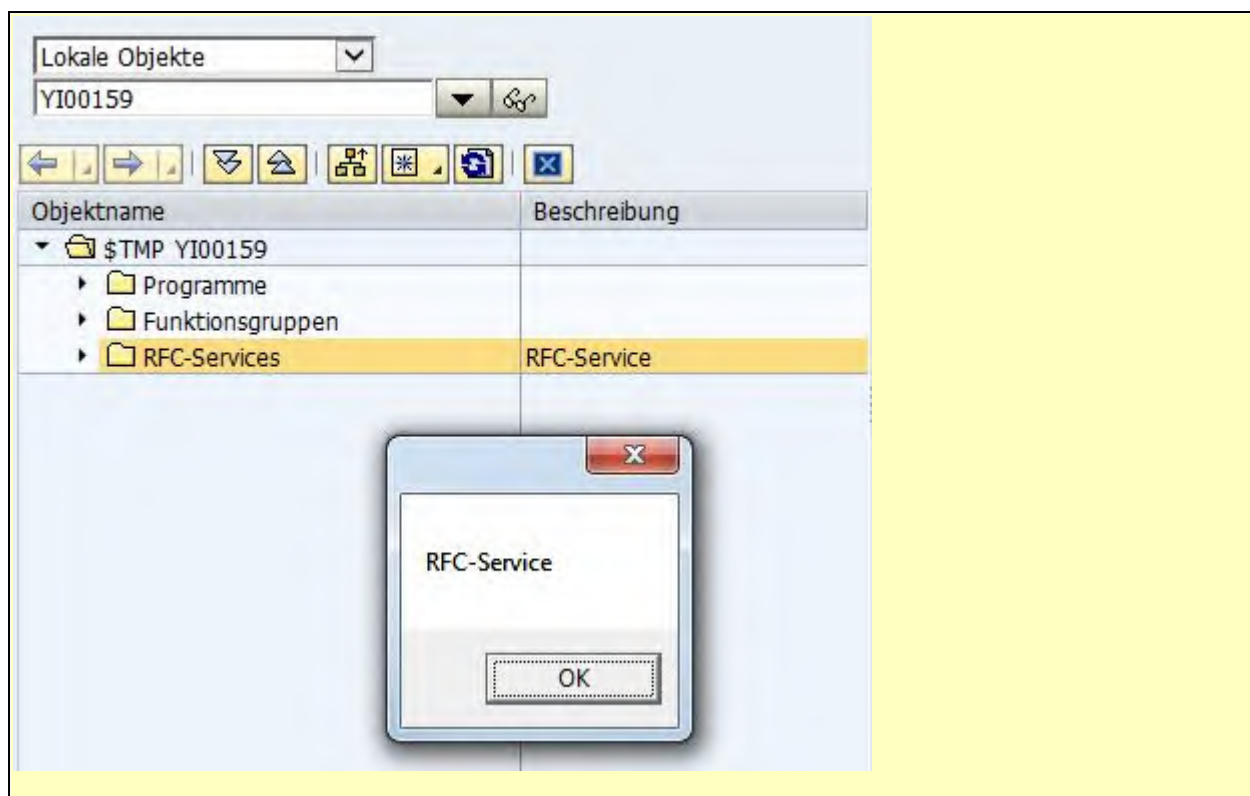 Lokale Objekte
YI00159
Objektname Beschreibung
$TMP YI00159
Programme
Funktionsgruppen
RFC-Services RFC-Service
RFC-Service
OK